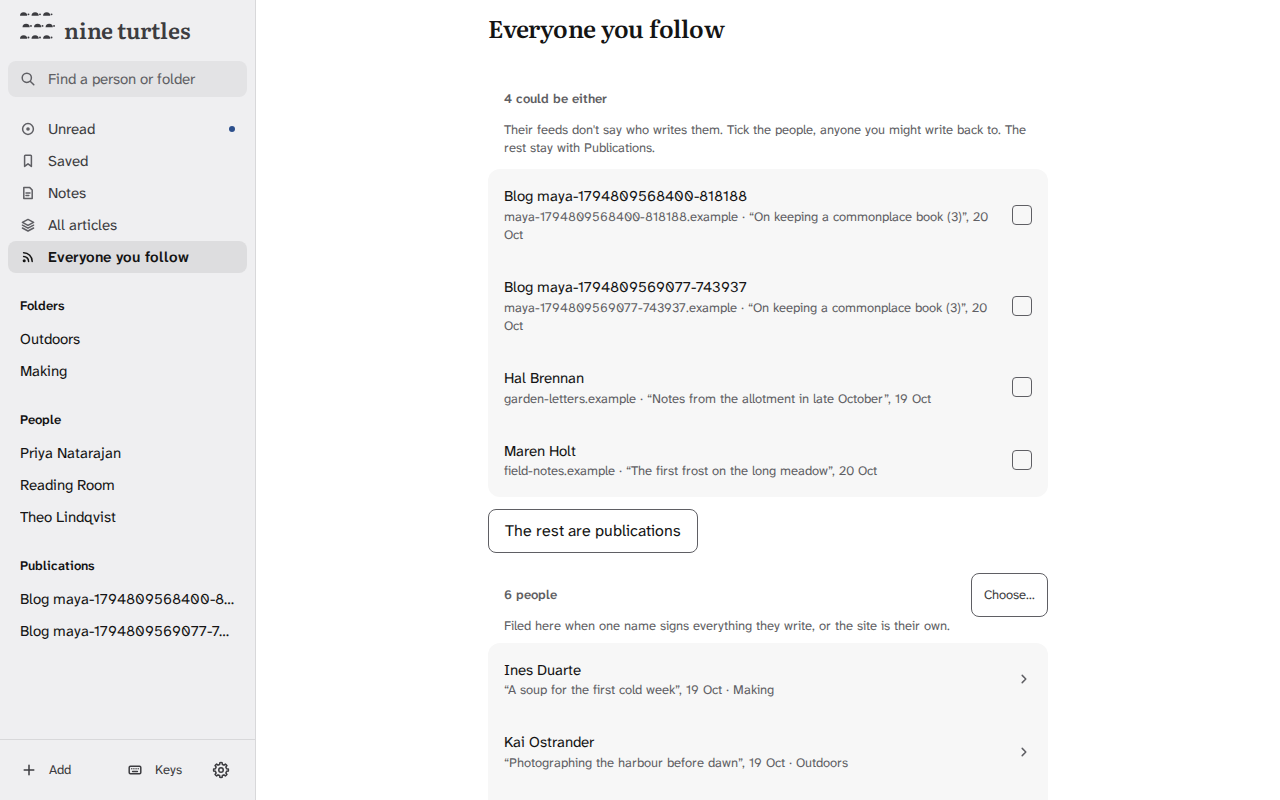 nine turtles
Find a person or folder
Unread
Saved
Notes
All articles
Everyone you follow
Folders
Outdoors
Making
People
Priya Natarajan
Reading Room
Theo Lindqvist
Publications
Blog maya-1794809568400-8…
Blog maya-1794809569077-7…
Add
Keys
Everyone you follow
4 could be either
Their feeds don't say who writes them. Tick the people, anyone you might write back to. The
rest stay with Publications.
Blog maya-1794809568400-818188
maya-1794809568400-818188.example · “On keeping a commonplace book (3)”, 20
Oct
Blog maya-1794809569077-743937
maya-1794809569077-743937.example · “On keeping a commonplace book (3)”, 20
Oct
Hal Brennan
garden-letters.example · “Notes from the allotment in late October”, 19 Oct
Maren Holt
field-notes.example · “The first frost on the long meadow”, 20 Oct
The rest are publications
6 people
Choose…
Filed here when one name signs everything they write, or the site is their own.
Ines Duarte
“A soup for the first cold week”, 19 Oct · Making
Kai Ostrander
“Photographing the harbour before dawn”, 19 Oct · Outdoors